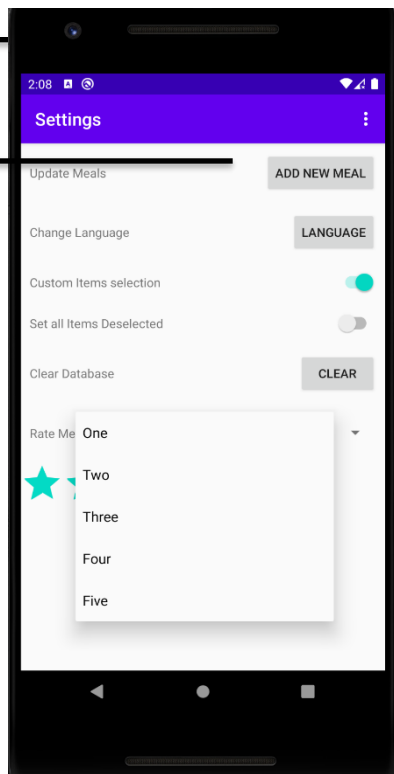 2:08
Settings
Update Meals ADD NEW MEAL
Change Language LANGUAGE
Custom Items selection
Set all Items Deselected
Clear Database CLEAR
Rate Me One
Two
Three
Four
Five